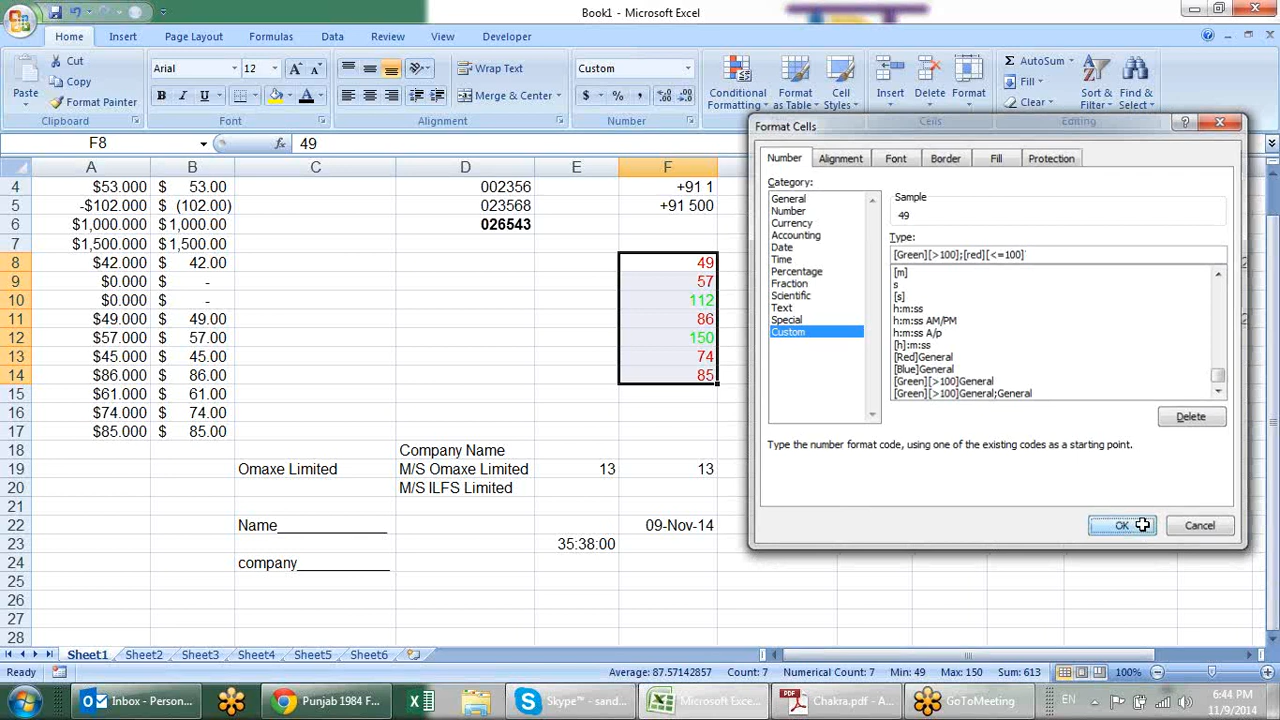 Book1 - Microsoft Excel
Home Insert Page Layout Formulas Data Review View Developer
Paste
Cut
Copy
Format Painter
Clipboard
Arial 12
B I U
Font
Wrap Text
Merge & Center
Alignment
Custom
$ % ,
Number
Conditional Formatting
Format as Table
Cell Styles
Insert Delete Format
Cells
AutoSum
Fill
Clear
Sort & Filter
Find & Select
Editing
F8 fx 49
A B C D E F
4 $53.000 $ 53.00 002356 +91 1
5 -$102.000 $ (102.00) 023568 +91 500
6 $1,000.000 $ 1,000.00 026543
7 $1,500.000 $ 1,500.00
8 $42.000 $ 42.00 49
9 $0.000 $ - 57
10 $0.000 $ - 112
11 $49.000 $ 49.00 86
12 $57.000 $ 57.00 150
13 $45.000 $ 45.00 74
14 $86.000 $ 86.00 85
15 $61.000 $ 61.00
16 $74.000 $ 74.00
17 $85.000 $ 85.00
18 Company Name
19 Omaxe Limited M/S Omaxe Limited 13 13
20 M/S ILFS Limited
21
22 Name____________ 09-Nov-14
23 35:38:00
24 company__________
25
26
27
28
Format Cells
Number Alignment Font Border Fill Protection
Category:
General
Number
Currency
Accounting
Date
Time
Percentage
Fraction
Scientific
Text
Special
Custom
Sample
49
Type:
[Green][>100];[red][<=100]
[m]
s
[s]
h:m:ss
h:m:ss AM/PM
h:m:ss A/p
[h]:m:ss
[Red]General
[Blue]General
[Green][>100]General
[Green][>100]General;General
Delete
Type the number format code, using one of the existing codes as a starting point.
OK Cancel
Sheet1 Sheet2 Sheet3 Sheet4 Sheet5 Sheet6
Ready Average: 87.57142857 Count: 7 Numerical Count: 7 Min: 49 Max: 150 Sum: 613 100%
Inbox - Person... Punjab 1984 F... Skype™ - sand... Microsoft Exce... Chakra.pdf - A... GoToMeeting EN 6:44 PM
11/9/2014